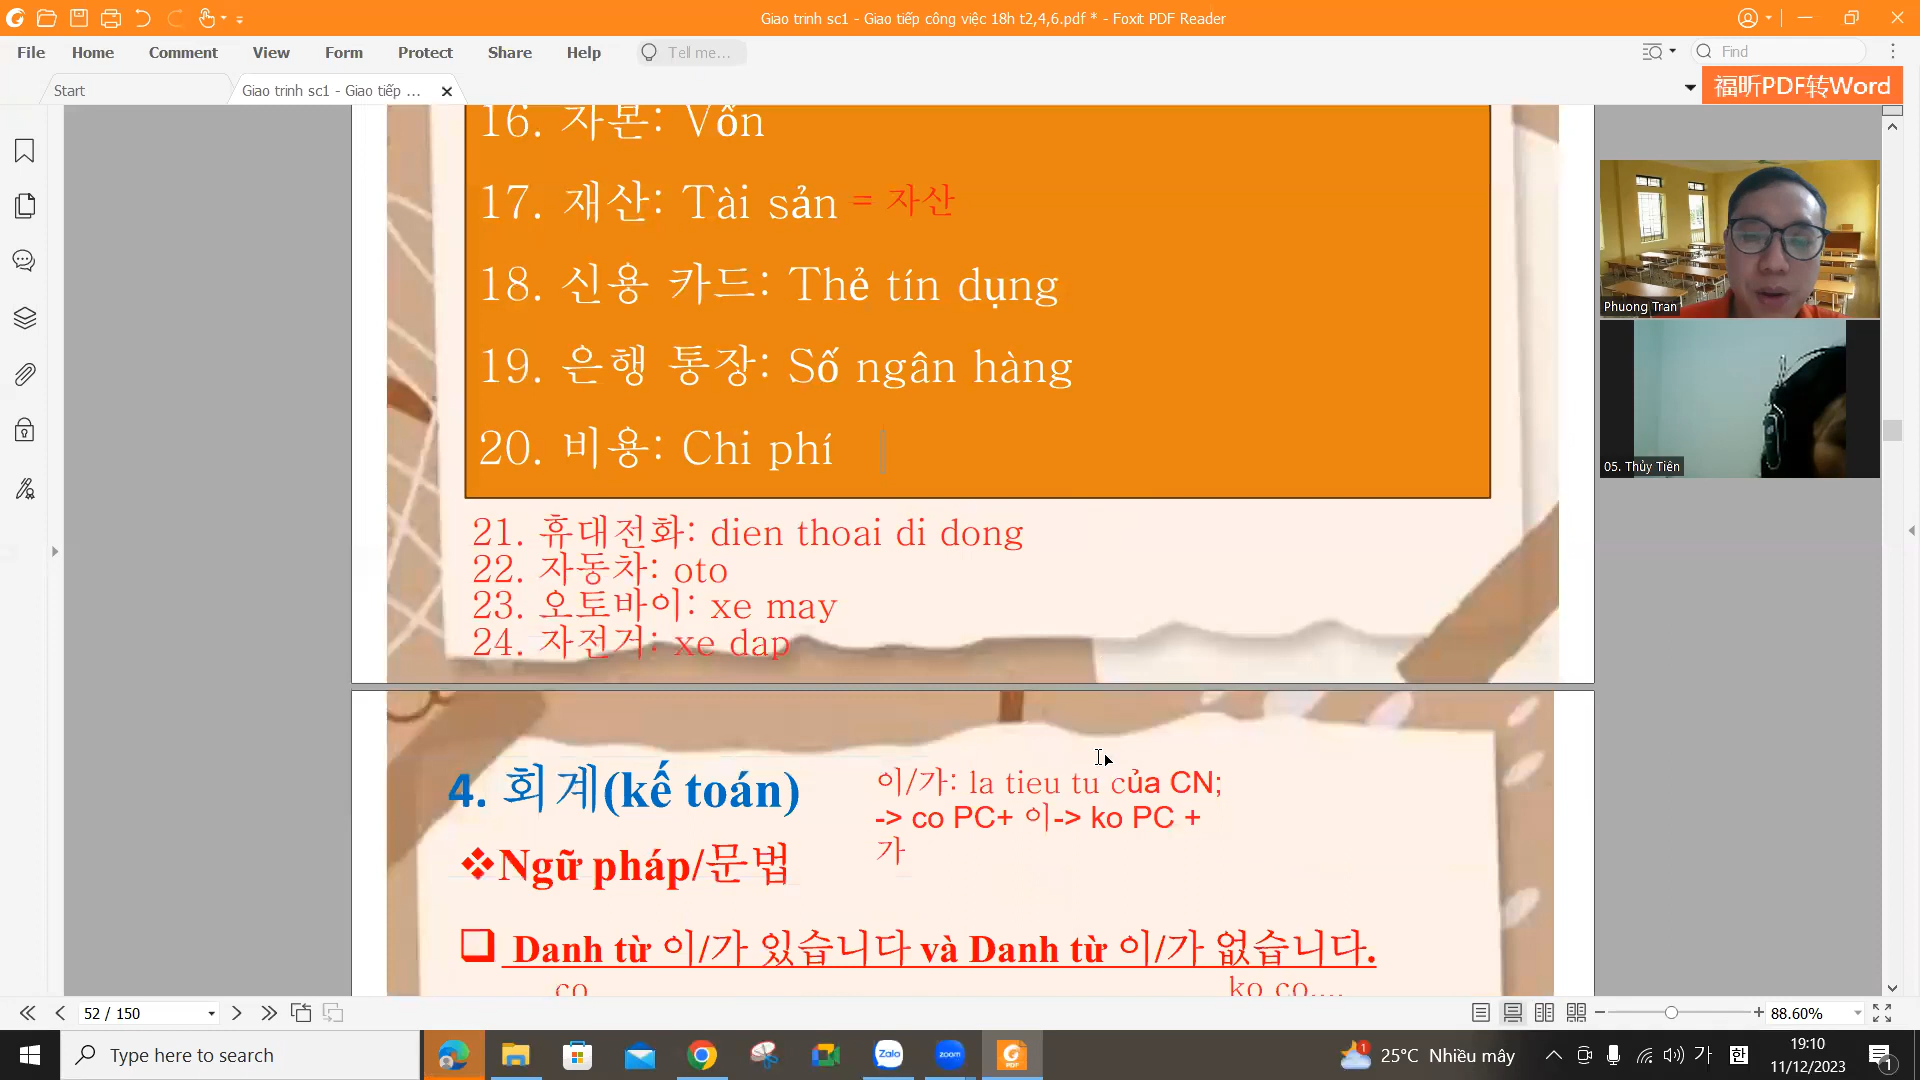 Giao trinh sc1 - Giao tiếp công việc 18h t2,4,6.pdf * - Foxit PDF Reader
File Home Comment View Form Protect Share Help Tell me... Find
Start
Giao trinh sc1 - Giao tiếp ...
福昕PDF转Word
16. 자본: Vốn
17. 재산: Tài sản = 자산
18. 신용 카드: Thẻ tín dụng
19. 은행 통장: Số ngân hàng
20. 비용: Chi phí
21. 휴대전화: dien thoai di dong
22. 자동차: oto
23. 오토바이: xe may
24. 자전거: xe dap
Phuong Tran
05. Thủy Tiên
4. 회계(kế toán)
이/가: la tieu tu của CN;
-> co PC+ 이-> ko PC +
가
❖Ngữ pháp/문법
❑ Danh từ 이/가 있습니다 và Danh từ 이/가 없습니다.
co
ko co....
52 / 150
88.60%
Type here to search
Zalo
zoom
PDF
25°C Nhiều mây
가
한
19:10
11/12/2023
1
1